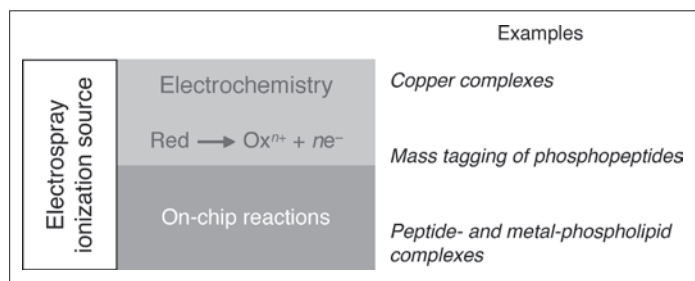 Examples
Electrospray
ionization source
Electrochemistry
Red ⟶ Oxⁿ⁺ + ne⁻
On-chip reactions
Copper complexes
Mass tagging of phosphopeptides
Peptide- and metal-phospholipid
complexes